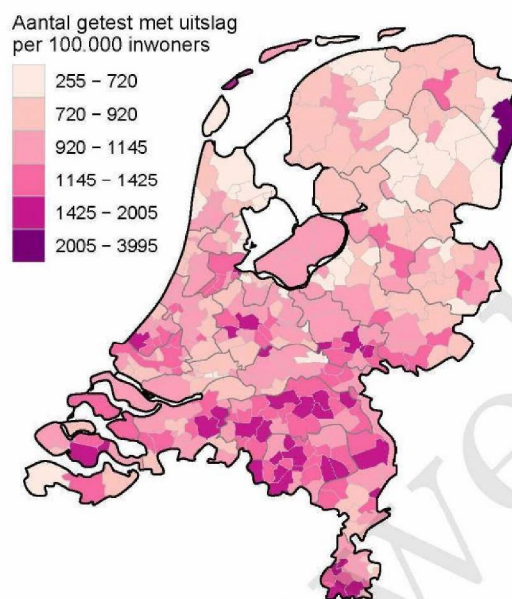 Aantal getest met uitslag
per 100.000 inwoners
255 – 720
720 – 920
920 – 1145
1145 – 1425
1425 – 2005
2005 – 3995
we